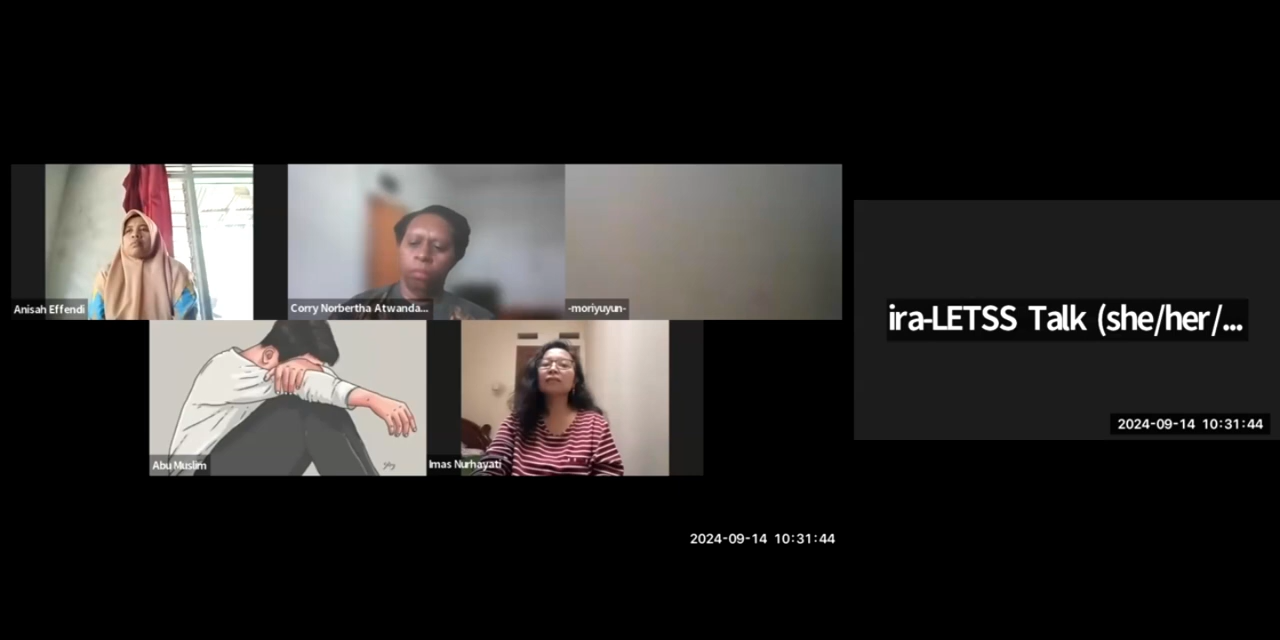 Anisah Effendi
Corry Norbertha Atwanda...
-moriyuyun-
ira-LETSS Talk (she/her/...
2024-09-14 10:31:44
Abu Muslim
Imas Nurhayati
2024-09-14 10:31:44